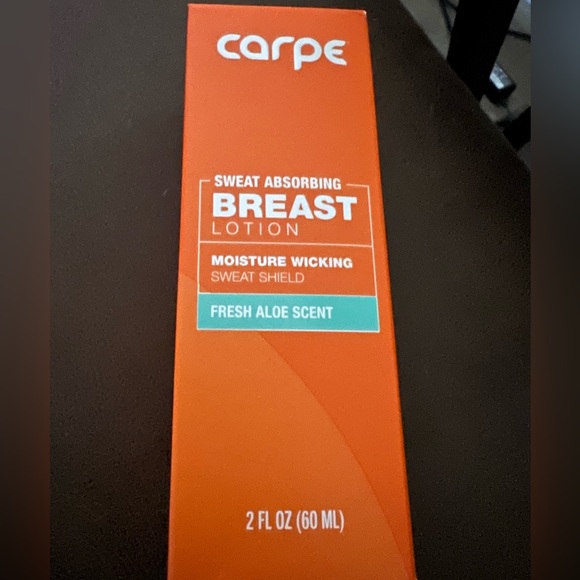 carpe
SWEAT ABSORBING
BREAST
LOTION
MOISTURE WICKING
SWEAT SHIELD
FRESH ALOE SCENT
2 FL OZ (60 ML)